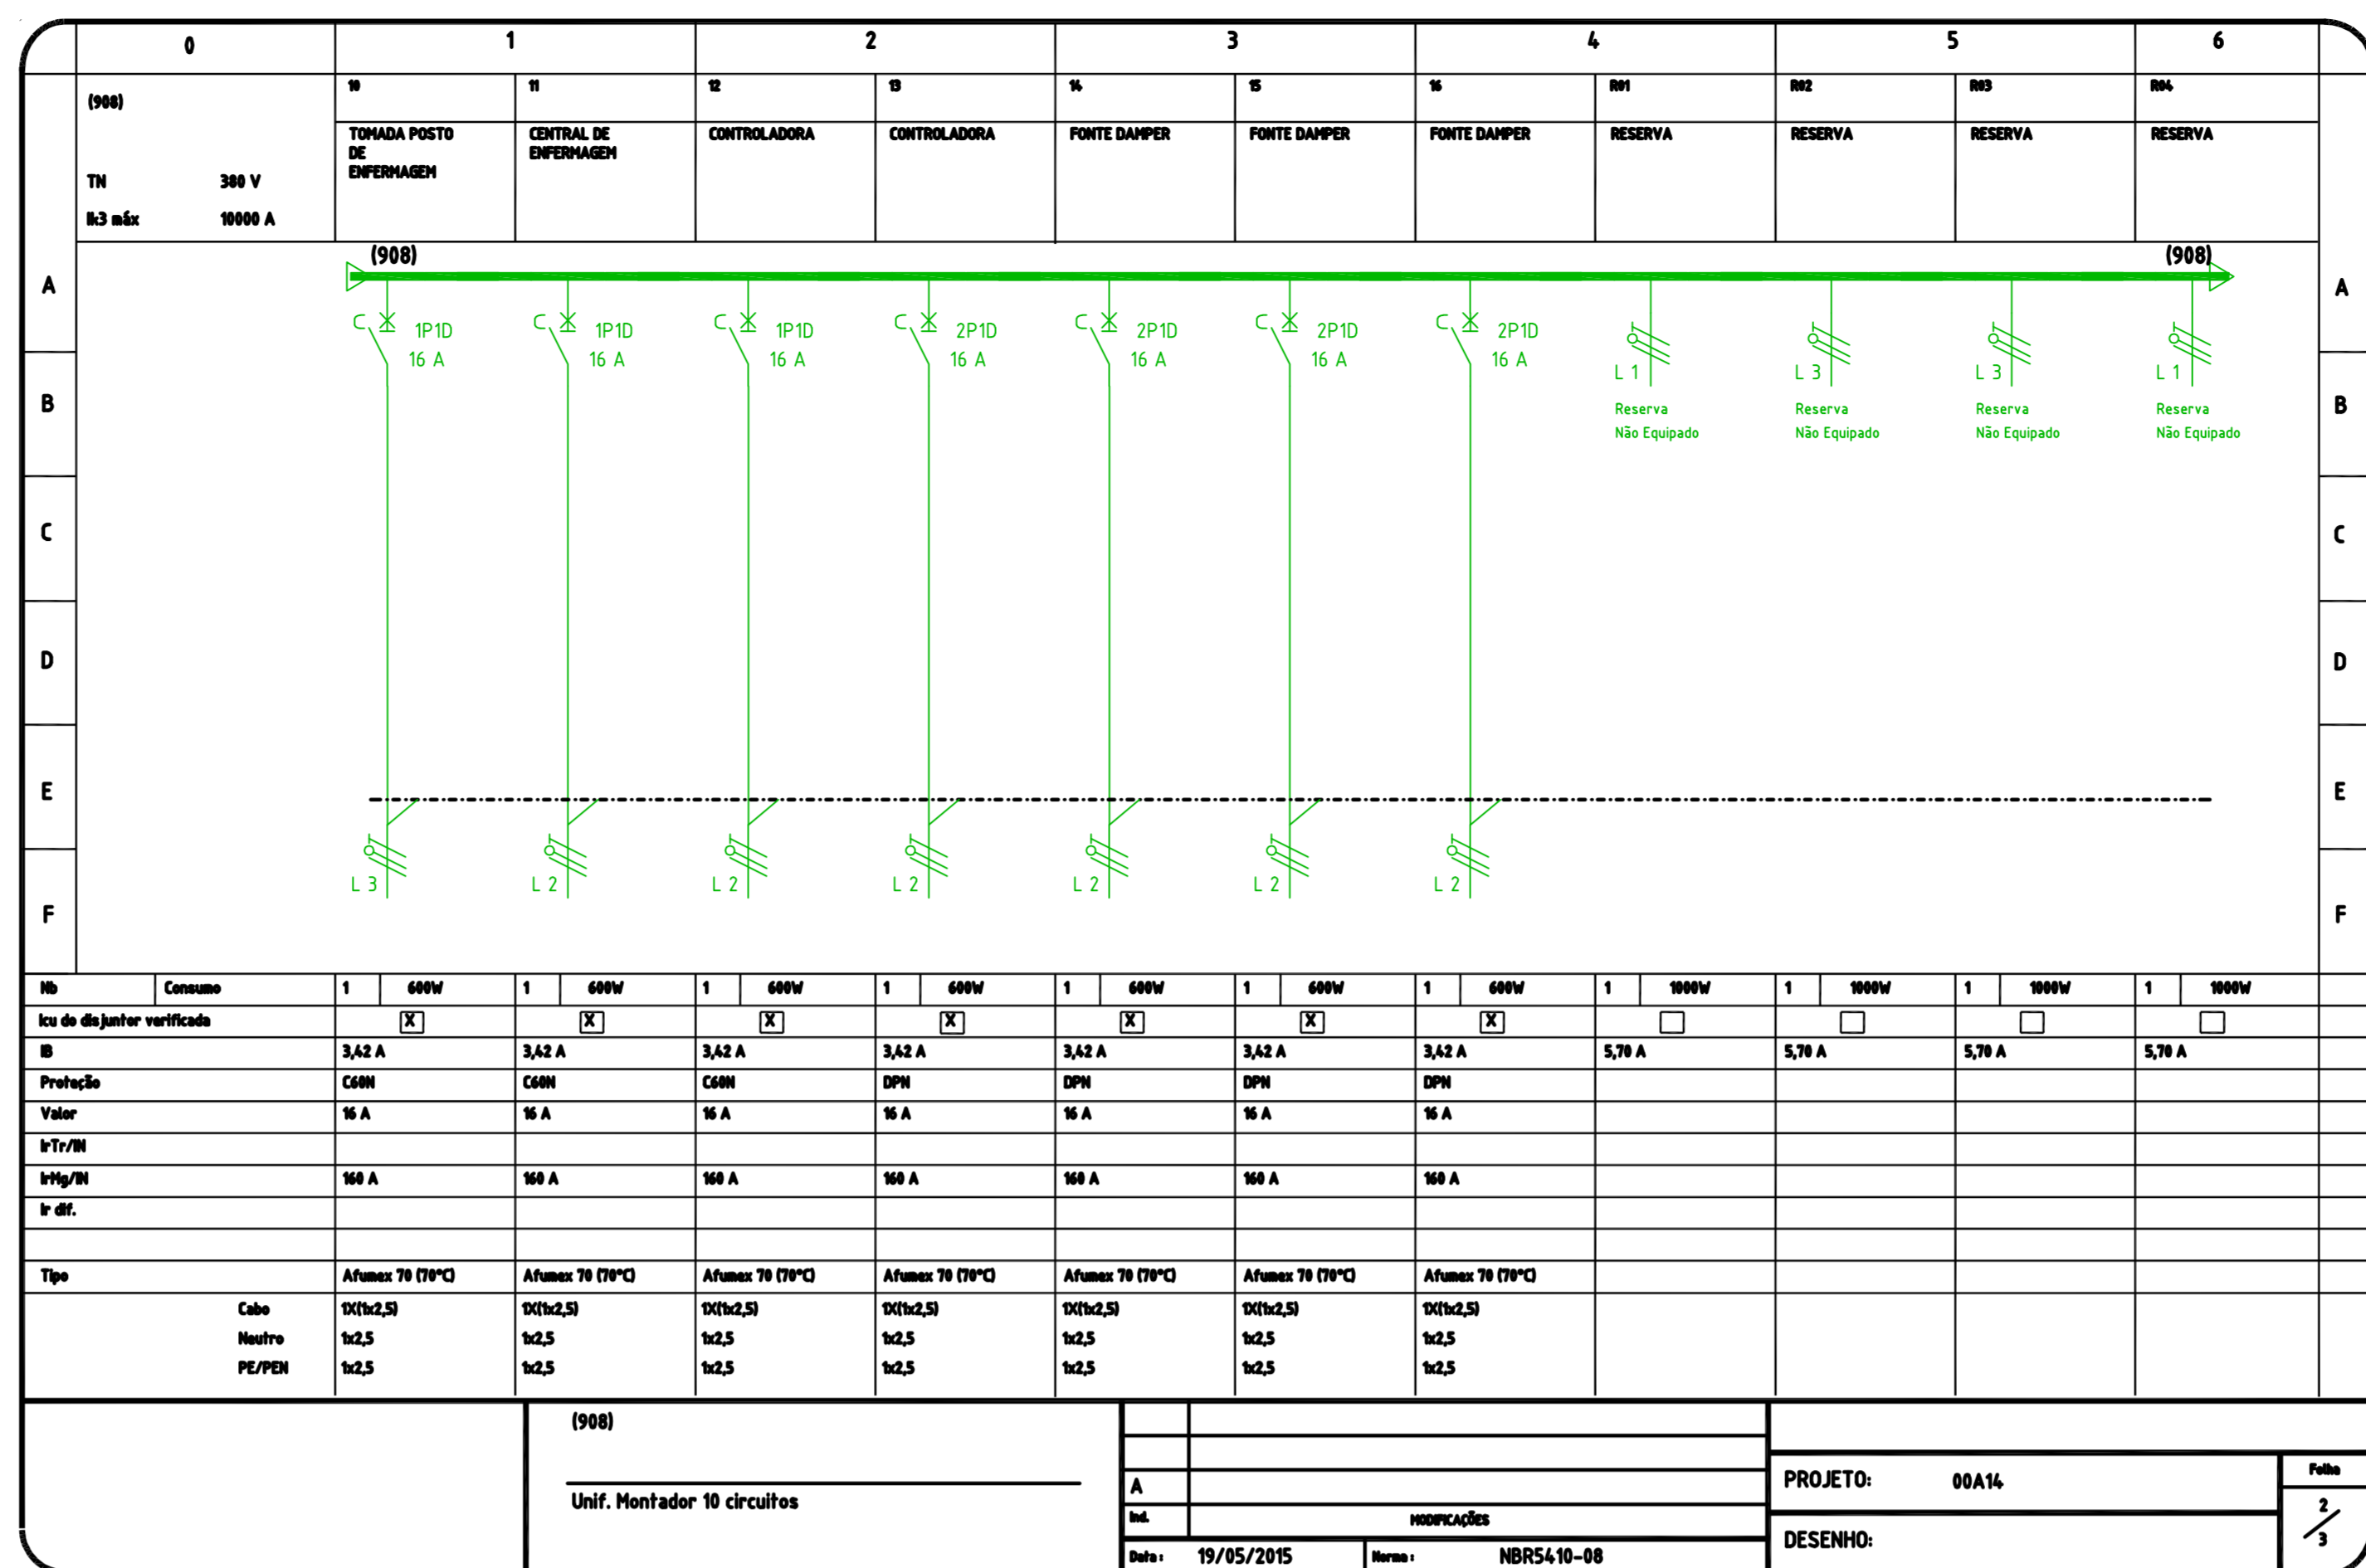 0 1 2 3 4 5 6
10 11 12 13 14 15 16 R01 R02 R03 R04
(908)
TOMADA POSTO
DE
ENFERMAGEM
CENTRAL DE
ENFERMAGEM
CONTROLADORA
CONTROLADORA
FONTE DAMPER
FONTE DAMPER
FONTE DAMPER
RESERVA
RESERVA
RESERVA
RESERVA
TN 380 V
Ik3 máx 10000 A
(908) (908)
A A
C 1P1D C 1P1D C 1P1D C 2P1D C 2P1D C 2P1D C 2P1D
16 A 16 A 16 A 16 A 16 A 16 A 16 A
L 1 L 3 L 3 L 1
B B
Reserva Reserva Reserva Reserva
Não Equipado Não Equipado Não Equipado Não Equipado
C C
D D
E E
L 3 L 2 L 2 L 2 L 2 L 2 L 2
F F
Nb Consumo 1 600W 1 600W 1 600W 1 600W 1 600W 1 600W 1 600W 1 1000W 1 1000W 1 1000W 1 1000W
Icu do disjuntor verificada X X X X X X X
IB 3,42 A 3,42 A 3,42 A 3,42 A 3,42 A 3,42 A 3,42 A 5,70 A 5,70 A 5,70 A 5,70 A
Proteção C60N C60N C60N DPN DPN DPN DPN
Valor 16 A 16 A 16 A 16 A 16 A 16 A 16 A
IrTr/IN
IrMg/IN 160 A 160 A 160 A 160 A 160 A 160 A 160 A
Ir dif.
Tipo Afumex 70 (70°C) Afumex 70 (70°C) Afumex 70 (70°C) Afumex 70 (70°C) Afumex 70 (70°C) Afumex 70 (70°C) Afumex 70 (70°C)
Cabo 1X(1x2,5) 1X(1x2,5) 1X(1x2,5) 1X(1x2,5) 1X(1x2,5) 1X(1x2,5) 1X(1x2,5)
Neutro 1x2,5 1x2,5 1x2,5 1x2,5 1x2,5 1x2,5 1x2,5
PE/PEN 1x2,5 1x2,5 1x2,5 1x2,5 1x2,5 1x2,5 1x2,5
(908)
Unif. Montador 10 circuitos
A
Ind. MODIFICAÇÕES
Data : 19/05/2015 Norma : NBR5410-08
PROJETO: 00A14
DESENHO:
Folha
2/3